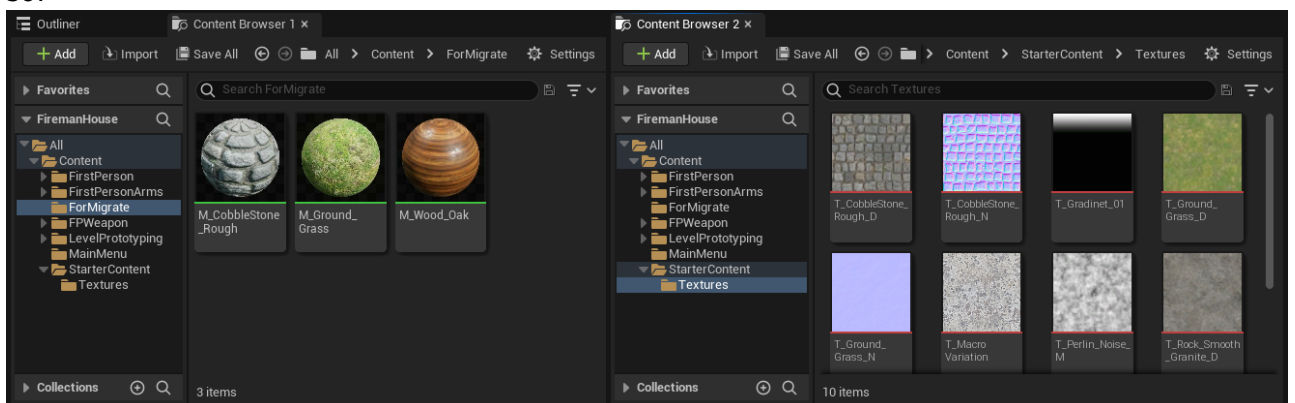 Outliner
Content Browser 1 ×
+ Add Import Save All All > Content > ForMigrate Settings
Favorites
Search ForMigrate
FiremanHouse
All
Content
FirstPerson
FirstPersonArms
ForMigrate
FPWeapon
LevelPrototyping
MainMenu
StarterContent
Textures
M_CobbleStone
_Rough
M_Ground_
Grass
M_Wood_Oak
Collections
3 items
Content Browser 2 ×
+ Add Import Save All > Content > StarterContent > Textures Settings
Favorites
Search Textures
FiremanHouse
All
Content
FirstPerson
FirstPersonArms
ForMigrate
FPWeapon
LevelPrototyping
MainMenu
StarterContent
Textures
T_CobbleStone_
Rough_D
T_CobbleStone_
Rough_N
T_Gradinet_01
T_Ground_
Grass_D
T_Ground_
Grass_N
T_Macro
Variation
T_Perlin_Noise_
M
T_Rock_Smooth
_Granite_D
Collections
10 items